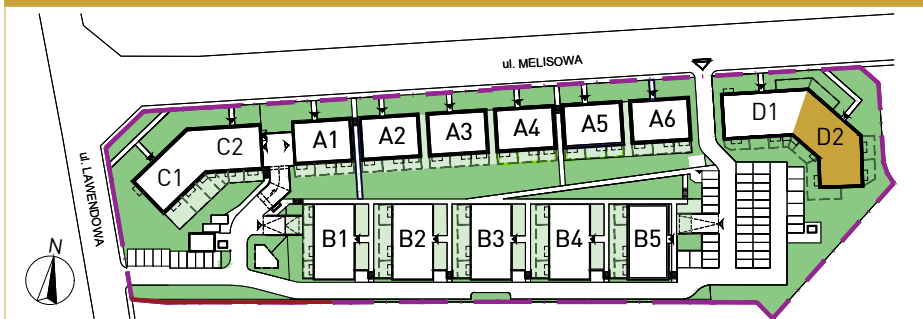 ul. MELISOWA
ul. LAWENDOWA
C1
C2
A1
A2
A3
A4
A5
A6
D1
D2
B1
B2
B3
B4
B5
N